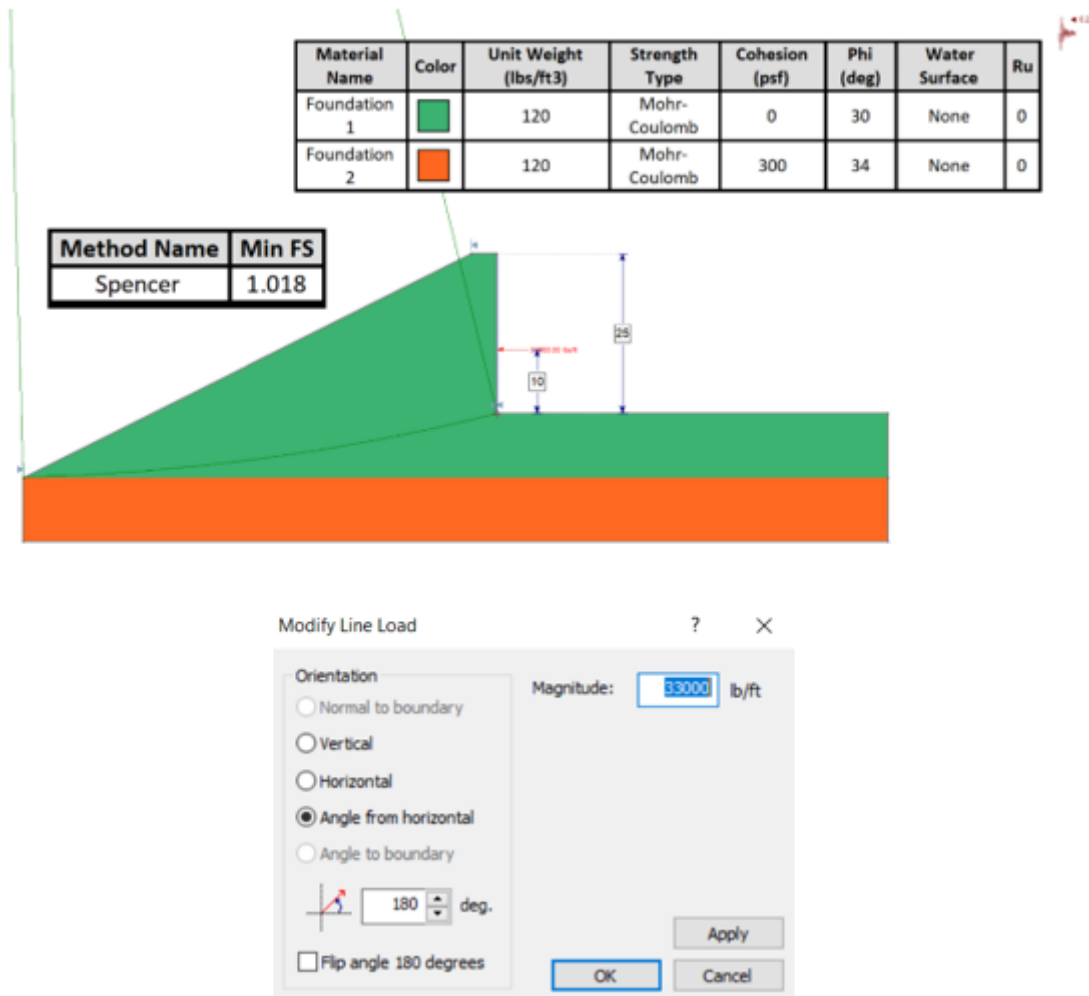 Material Name Color Unit Weight (lbs/ft3) Strength Type Cohesion (psf) Phi (deg) Water Surface Ru
Foundation 1 120 Mohr-Coulomb 0 30 None 0
Foundation 2 120 Mohr-Coulomb 300 34 None 0
Method Name Min FS
Spencer 1.018
25
10
Modify Line Load ? X
Orientation
Normal to boundary
Vertical
Horizontal
Angle from horizontal
Angle to boundary
180 deg.
Flip angle 180 degrees
Magnitude: 33000 lb/ft
Apply
OK Cancel